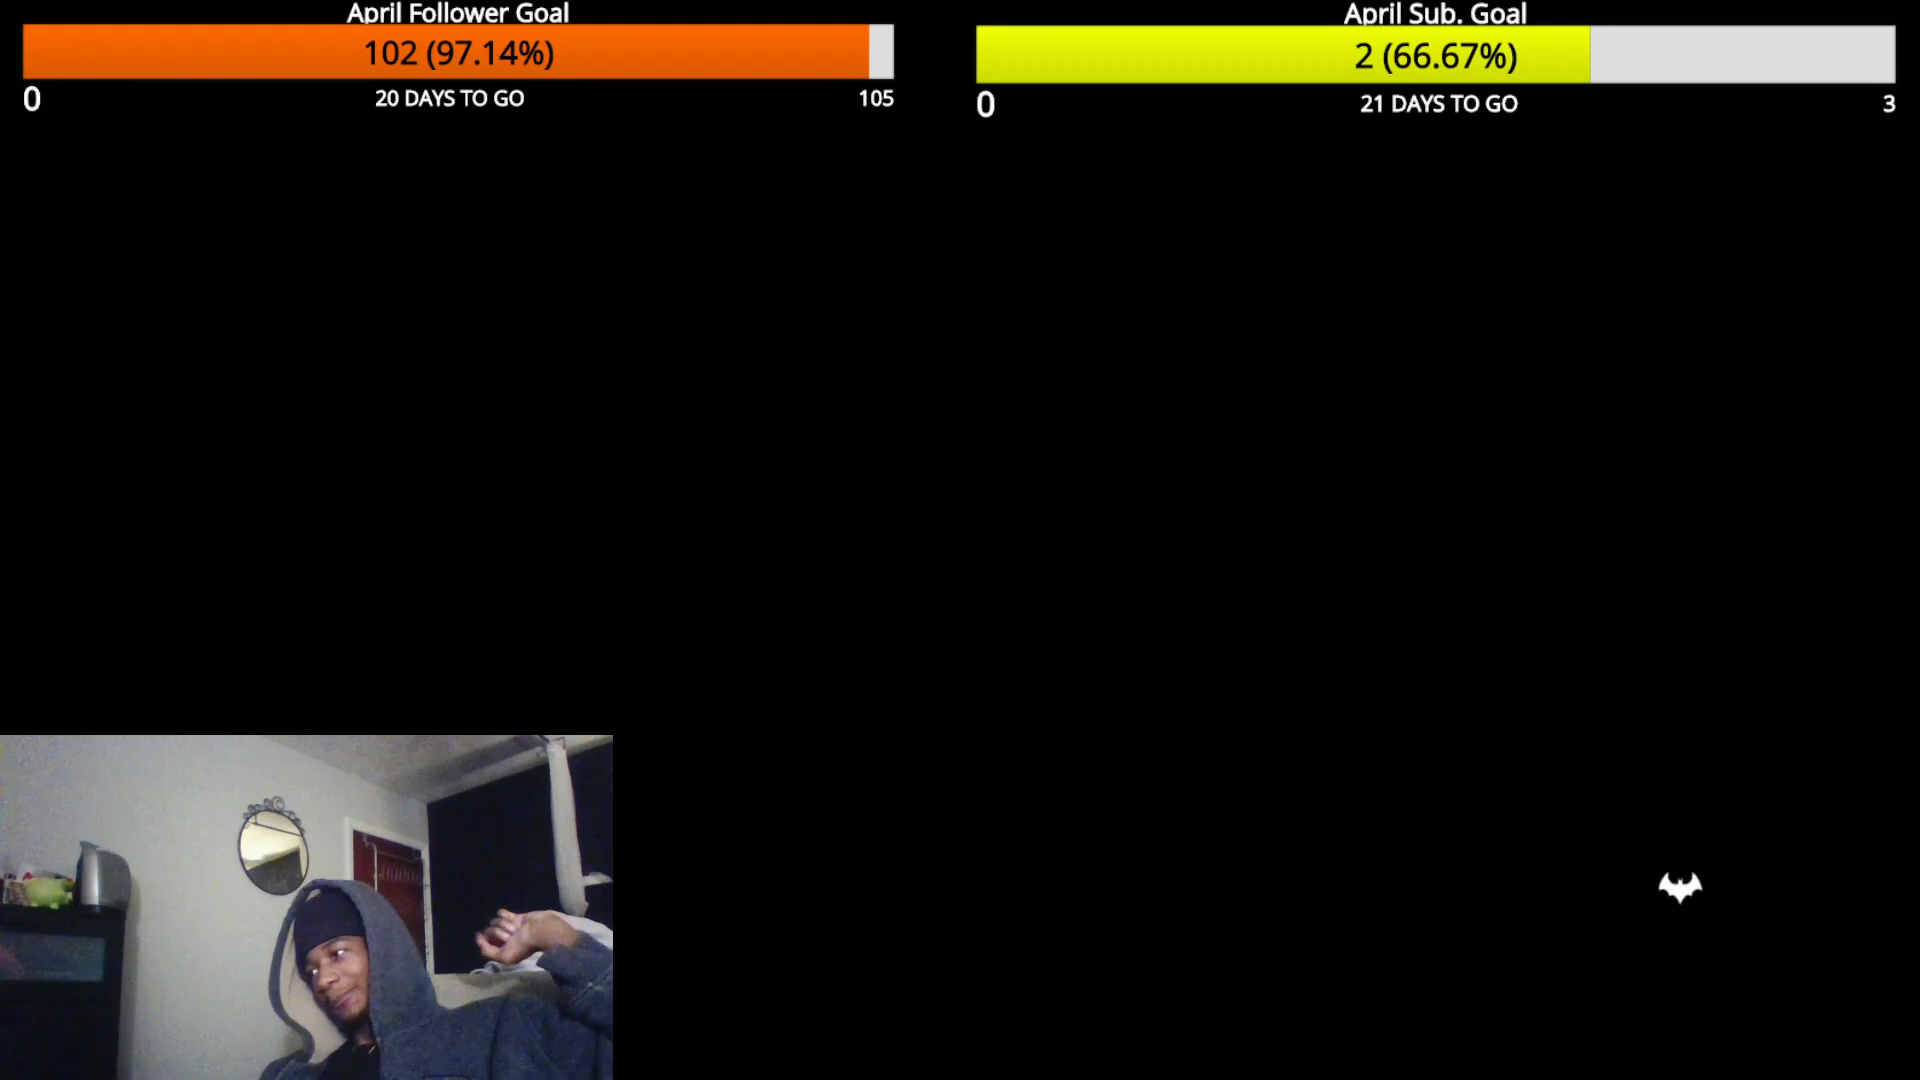 April Follower Goal
102 (97.14%)
0 20 DAYS TO GO 105
April Sub. Goal
2 (66.67%)
0 21 DAYS TO GO 3